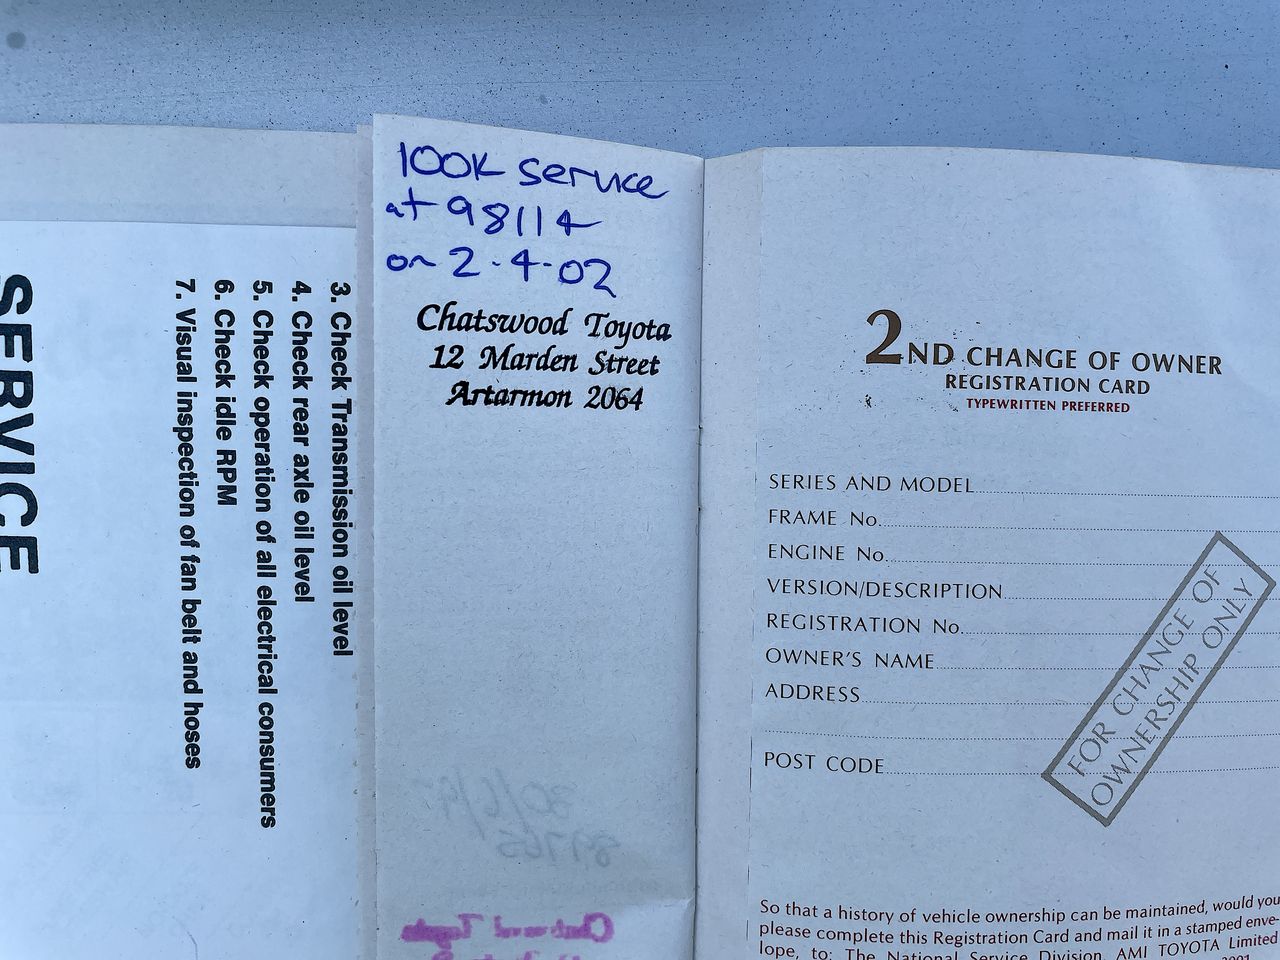 SERVICE
3. Check Transmission oil level
4. Check rear axle oil level
5. Check operation of all electrical consumers
6. Check idle RPM
7. Visual inspection of fan belt and hoses
100K service
at 98114
on 2-4-02
Chatswood Toyota
12 Marden Street
Artarmon 2064
Chatswood Toyota
2ND CHANGE OF OWNER
REGISTRATION CARD
TYPEWRITTEN PREFERRED
SERIES AND MODEL
FRAME No.
ENGINE No.
VERSION/DESCRIPTION
REGISTRATION No.
OWNER'S NAME
ADDRESS
POST CODE
FOR CHANGE OF
OWNERSHIP ONLY
So that a history of vehicle ownership can be maintained, would you
please complete this Registration Card and mail it in a stamped enve-
lope, to: The National Service Division, AMI TOYOTA Limited